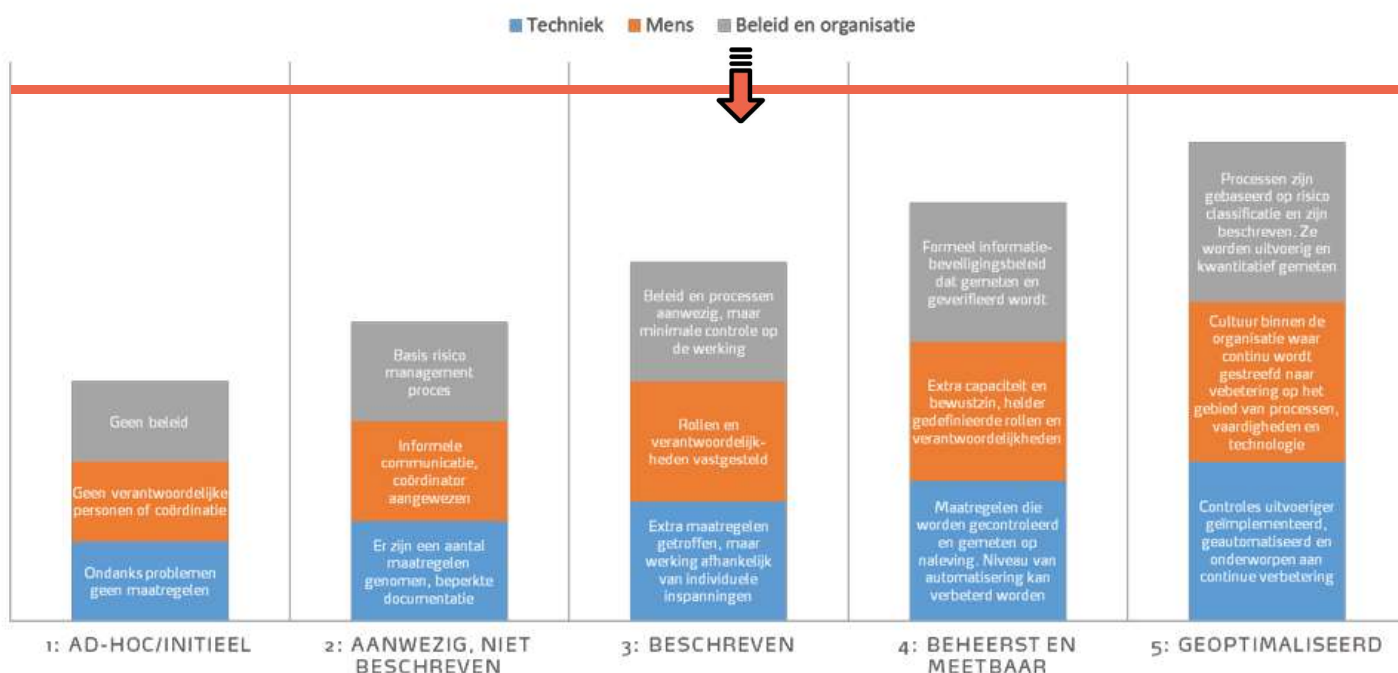 Techniek Mens Beleid en organisatie
Geen beleid
Geen verantwoordelijke
personen of coördinatie
Ondanks problemen
geen maatregelen
1: AD-HOC/INITIEEL
Basis risico
management
proces
Informele
communicatie,
coördinator
aangewezen
Er zijn een aantal
maatregelen
genomen, beperkte
documentatie
2: AANWEZIG, NIET
BESCHREVEN
Beleid en processen
aanwezig, maar
minimale controle op
de werking
Rollen en
verantwoordelijk-
heden vastgesteld
Extra maatregelen
getroffen, maar
werking afhankelijk
van individuele
inspanningen
3: BESCHREVEN
Formeel informatie-
beveiligingsbeleid
dat gemeten en
geverifieerd wordt
Extra capaciteit en
bewustzin, helder
gedefinieerde rollen en
verantwoordelijkheden
Maatregelen die
worden gecontroleerd
en gemeten op
naleving. Niveau van
automatisering kan
verbeterd worden
4: BEHEERST EN
MEETBAAR
Processen zijn
gebaseerd op risico
classificatie en zijn
beschreven. Ze
worden uitvoerig en
kwantitatief gemeten
Cultuur binnen de
organisatie waar
continu wordt
gestreefd naar
vebetering op het
gebied van processen,
vaardigheden en
technologie
Controles uitvoeriger
geïmplementeerd,
geautomatiseerd en
onderworpen aan
continue verbetering
5: GEOPTIMALISEERD